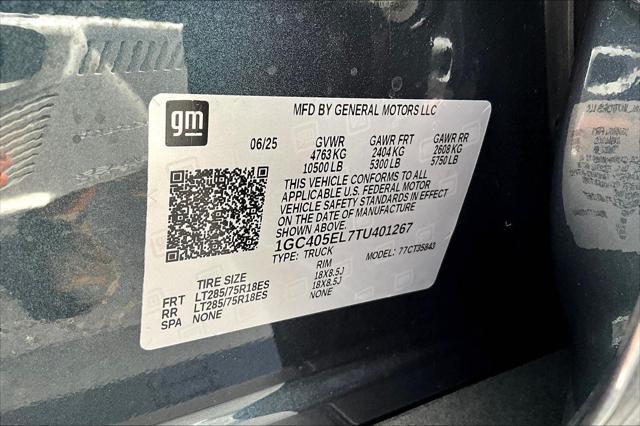 gm
MFD BY GENERAL MOTORS LLC
06/25 GVWR GAWR FRT GAWR RR
4763 KG 2404 KG 2608 KG
10500 LB 5300 LB 5750 LB
THIS VEHICLE CONFORMS TO ALL
APPLICABLE U.S. FEDERAL MOTOR
VEHICLE SAFETY STANDARDS IN EFFECT
ON THE DATE OF MANUFACTURE
SHOWN ABOVE.
1GC405EL7TU401267
TYPE: TRUCK MODEL: 77CT35843
TIRE SIZE RIM
FRT LT285/75R18ES 18X8.5J
RR LT285/75R18ES 18X8.5J
SPA NONE NONE